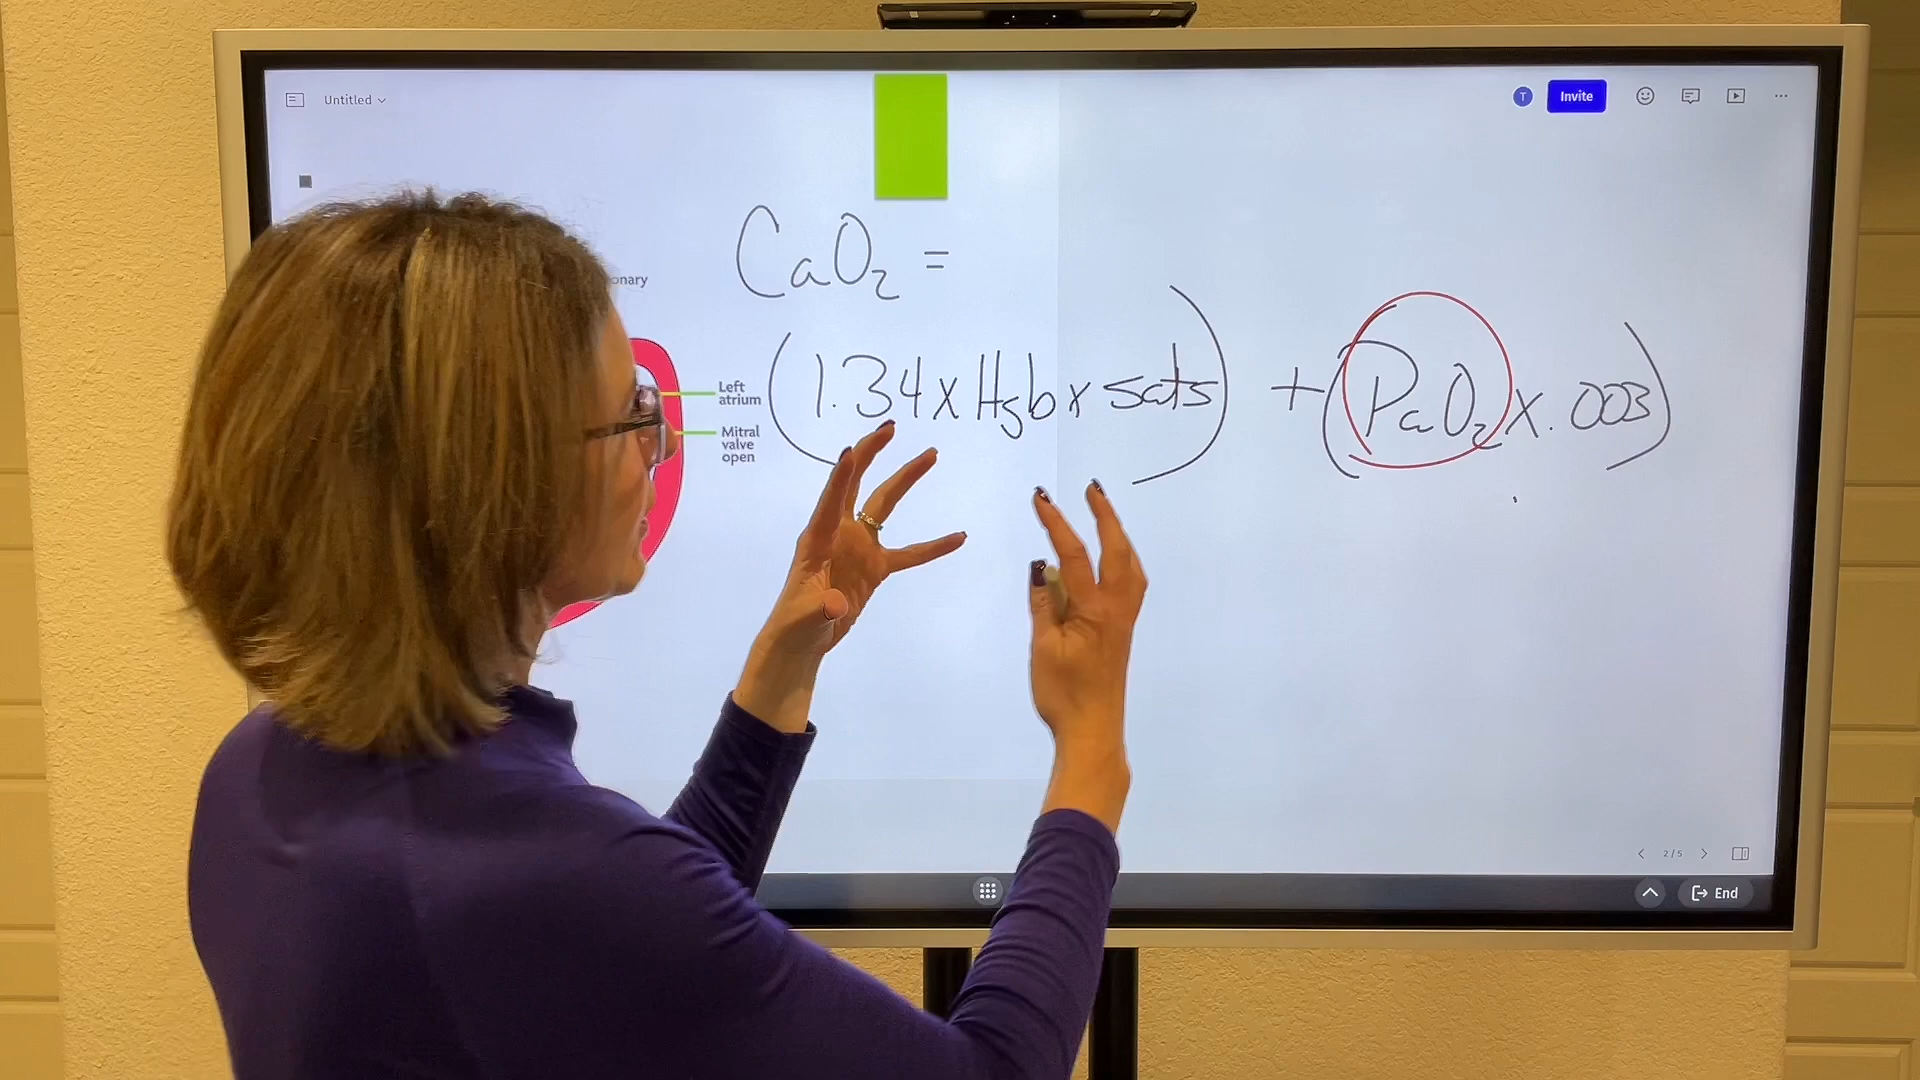 Untitled
T
Invite
CaO₂ =
onary
(1.34 x Hgb x sats) + (PaO₂ x .003)
Left
atrium
Mitral
valve
open
2/5
End